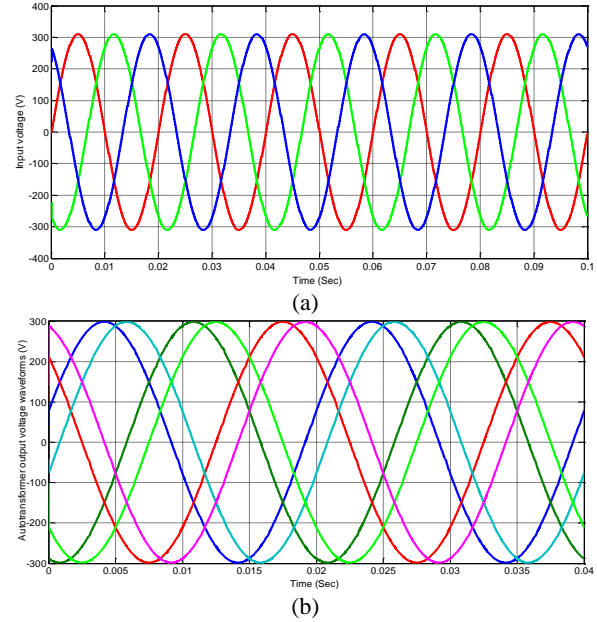 400
300
200
100
0
-100
-200
-300
-400
Input voltage (V)
0 0.01 0.02 0.03 0.04 0.05 0.06 0.07 0.08 0.09 0.1
Time (Sec)
(a)
300
200
100
0
-100
-200
-300
Autotransformer output voltage waveforms (V)
0 0.005 0.01 0.015 0.02 0.025 0.03 0.035 0.04
Time (Sec)
(b)